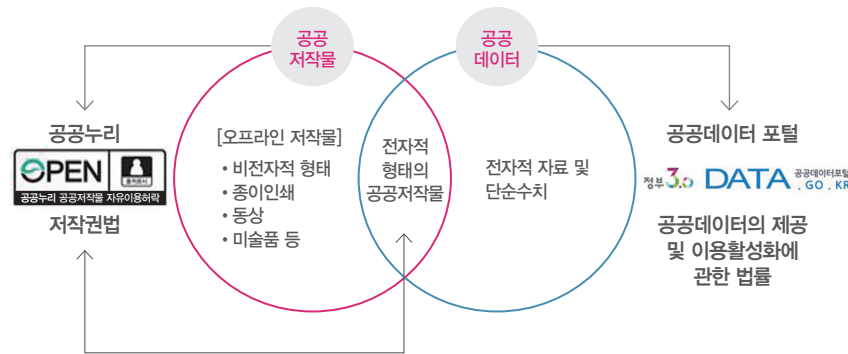 공공
저작물
공공
데이터
공공누리
OPEN
출처표시
공공누리 공공저작물 자유이용허락
저작권법
[오프라인 저작물]
• 비전자적 형태
• 종이인쇄
• 동상
• 미술품 등
전자적
형태의
공공저작물
전자적 자료 및
단순수치
공공데이터 포털
정부3.0 DATA 공공데이터포털
.GO.KR
공공데이터의 제공
및 이용활성화에
관한 법률